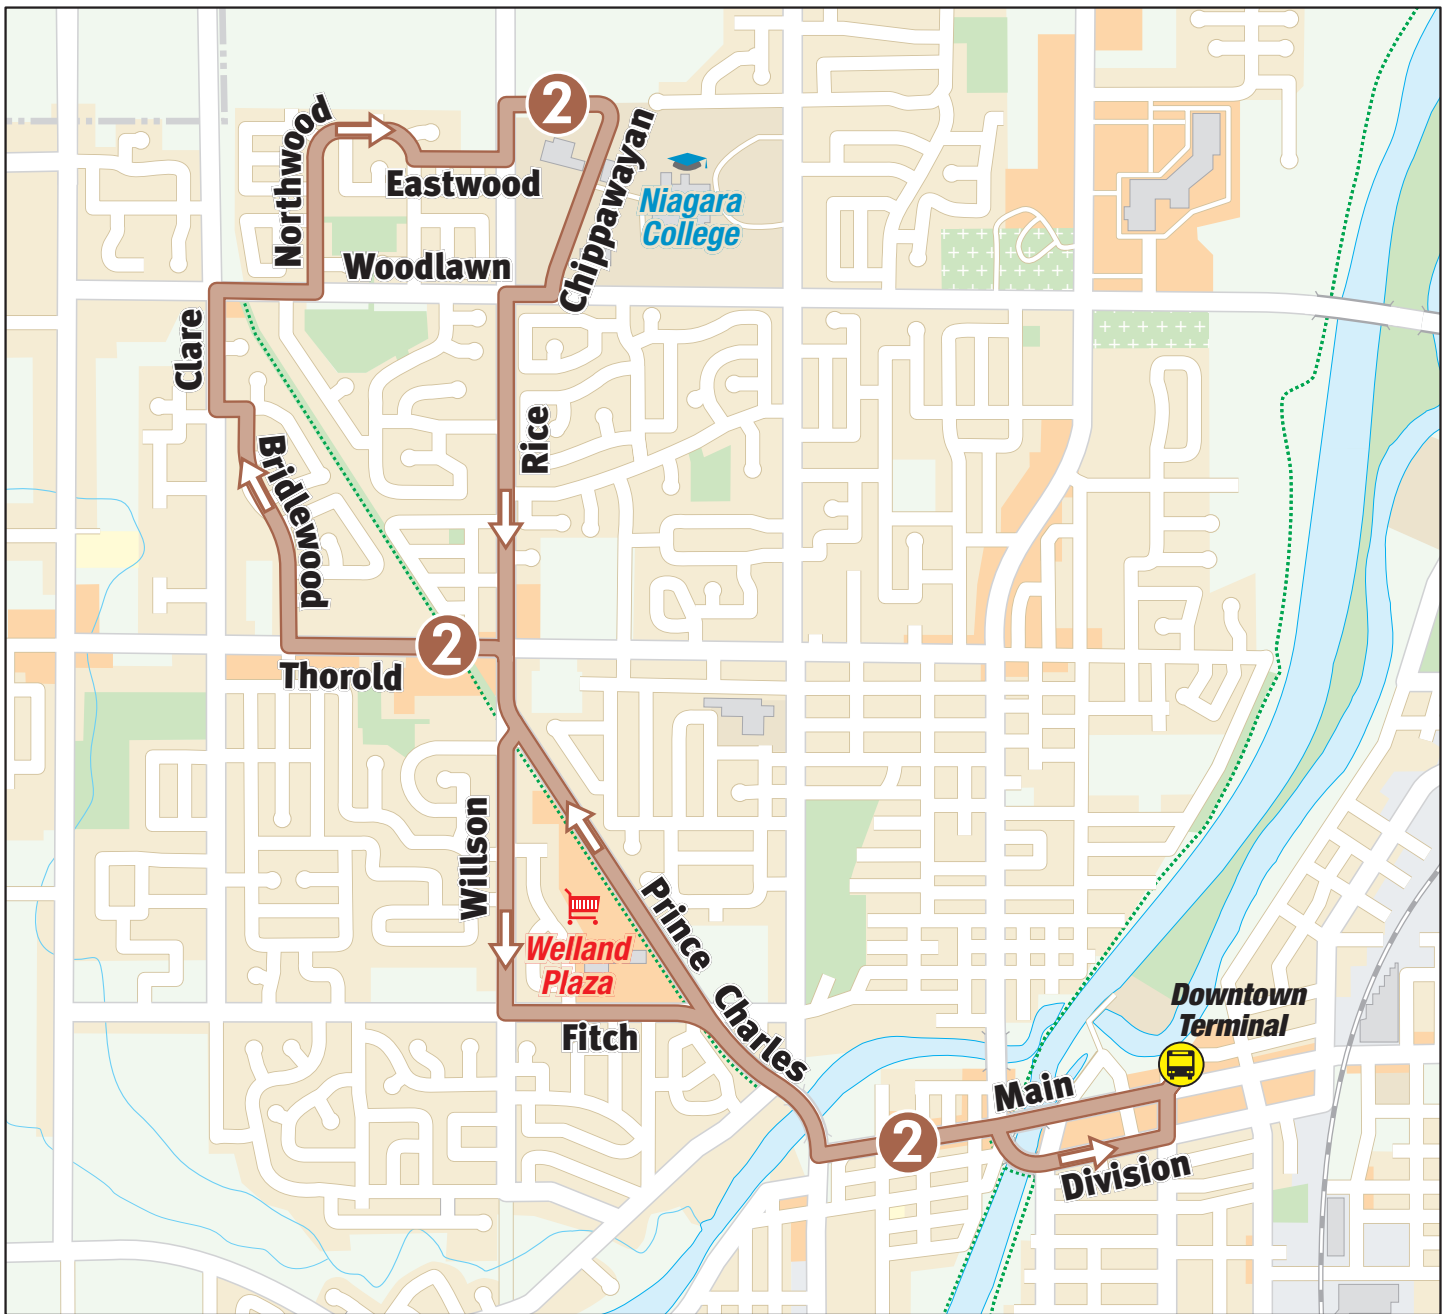 2
Northwood
Eastwood
Chippawayan
Niagara
College
Woodlawn
Clare
Rice
Bridlewood
2
Thorold
Willson
Prince Charles
Welland
Plaza
Fitch
Downtown
Terminal
Main
2
Division